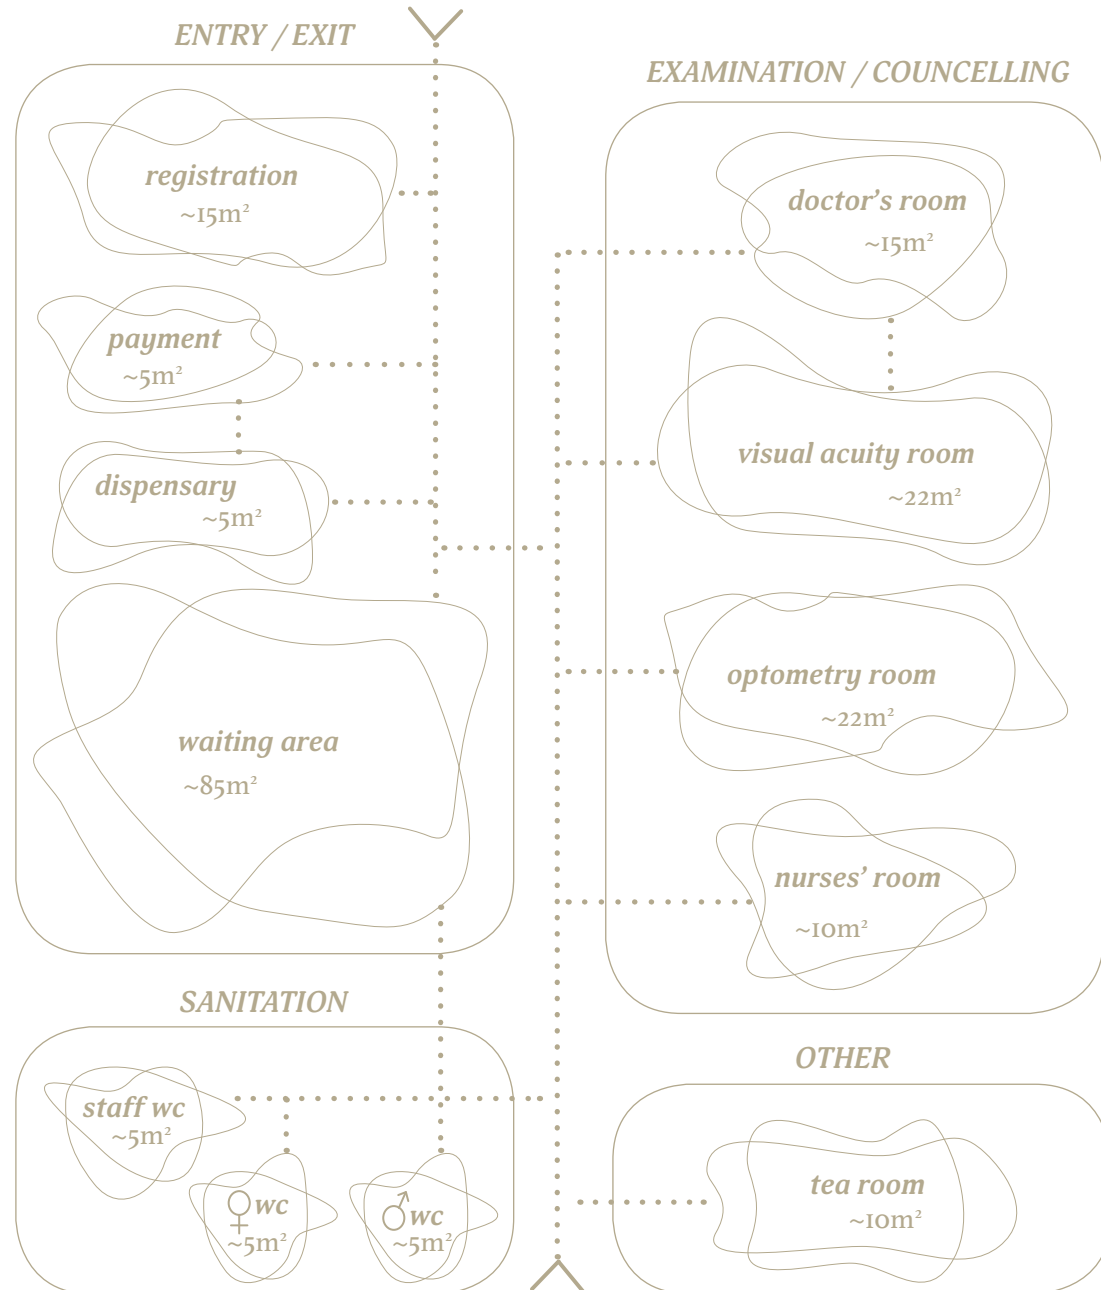 ENTRY / EXIT
registration
~15m²
payment
~5m²
dispensary
~5m²
waiting area
~85m²
SANITATION
staff wc
~5m²
♀ wc
~5m²
♂ wc
~5m²
EXAMINATION / COUNCELLING
doctor's room
~15m²
visual acuity room
~22m²
optometry room
~22m²
nurses' room
~10m²
OTHER
tea room
~10m²